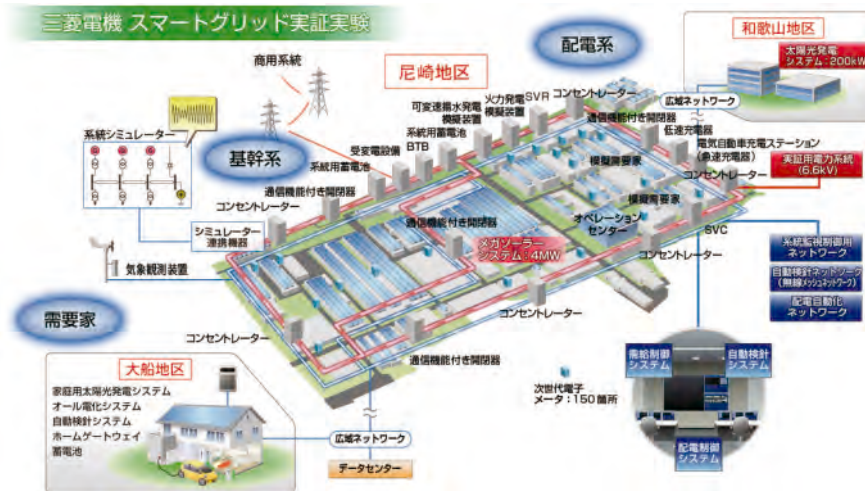 三菱電機 スマートグリッド実証実験
配電系
和歌山地区
太陽光発電
システム：200kW
商用系統
尼崎地区
広域ネットワーク
系統シミュレーター
基幹系
受変電設備
系統用蓄電池
系統用蓄電池
BTB
可変速揚水発電
模擬装置
火力発電
模擬装置
SVR
コンセントレーター
通信機能付き開閉器
低速充電器
電気自動車充電ステーション
（急速充電器）
コンセントレーター
実証用電力系統
(6.6kV)
模擬需要家
模擬需要家
オペレーション
センター
通信機能付き開閉器
コンセントレーター
シミュレーター
連携機器
気象観測装置
通信機能付き開閉器
メガソーラー
システム：4MW
SVC
コンセントレーター
系統監視制御用
ネットワーク
自動検針ネットワーク
（無線メッシュネットワーク）
配電自動化
ネットワーク
需要家
コンセントレーター
コンセントレーター
通信機能付き開閉器
大船地区
家庭用太陽光発電システム
オール電化システム
自動検針システム
ホームゲートウェイ
蓄電池
広域ネットワーク
データセンター
次世代電子
メータ：150箇所
需給制御
システム
自動検針
システム
配電制御
システム